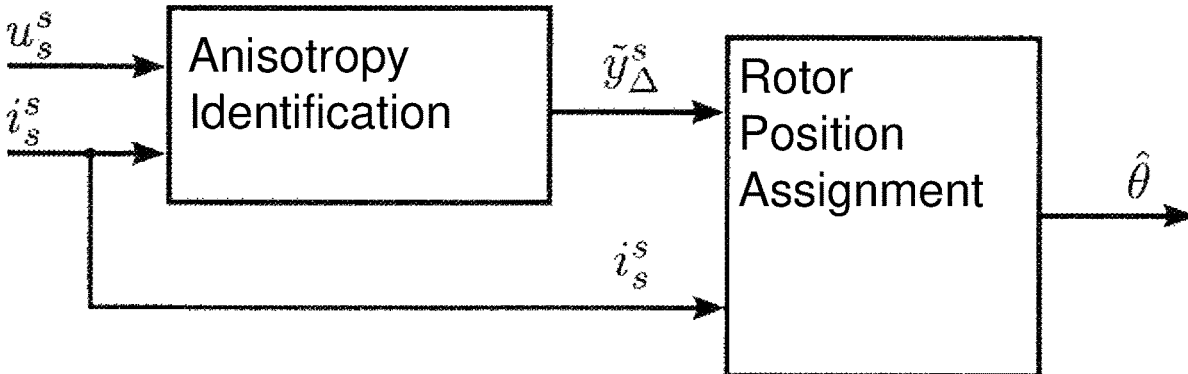 u_s^s
Anisotropy
Identification
i_s^s
ỹ_Δ^s
Rotor
Position
Assignment
θ̂
i_s^s